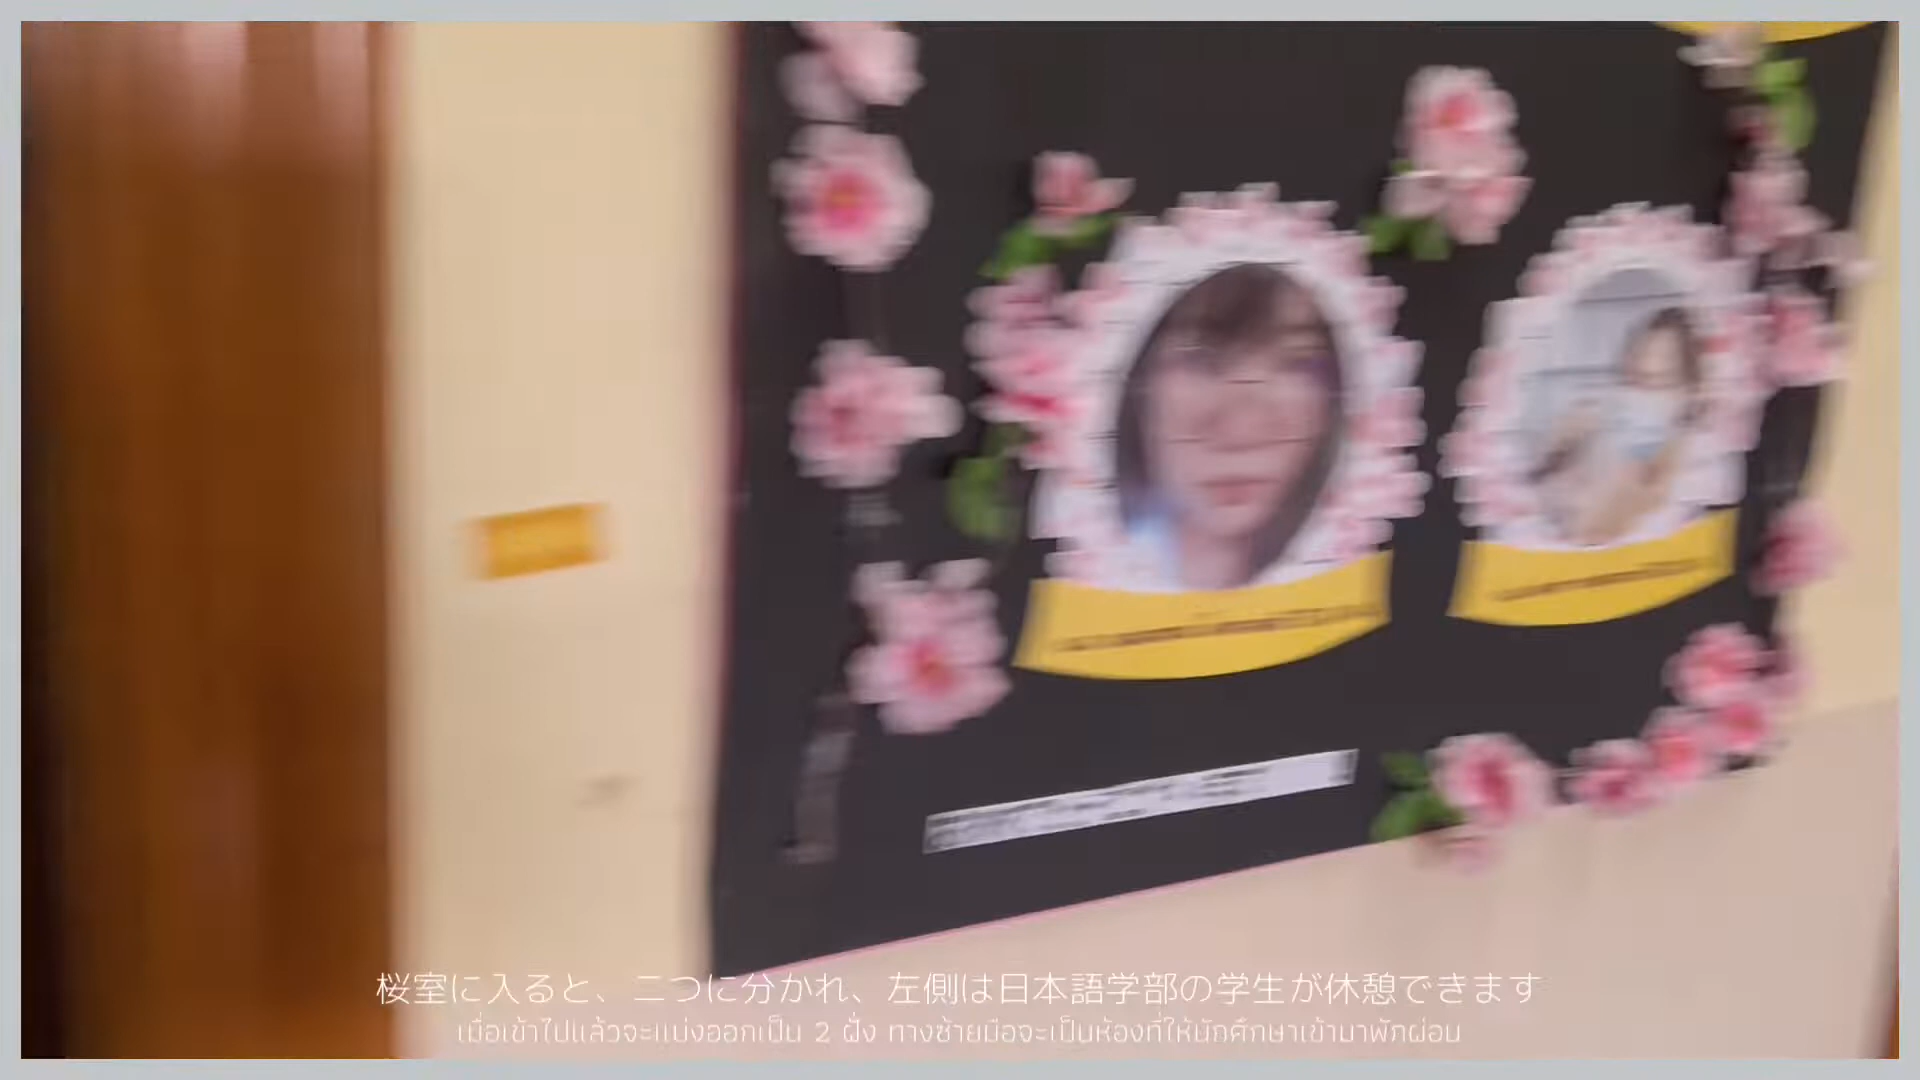 桜室に入ると、二つに分かれ、左側は日本語学部の学生が休憩できます
เมื่อเข้าไปแล้วจะแบ่งออกเป็น 2 ฝั่ง ทางซ้ายมือจะเป็นห้องที่ให้นักศึกษาเข้ามาพักผ่อน